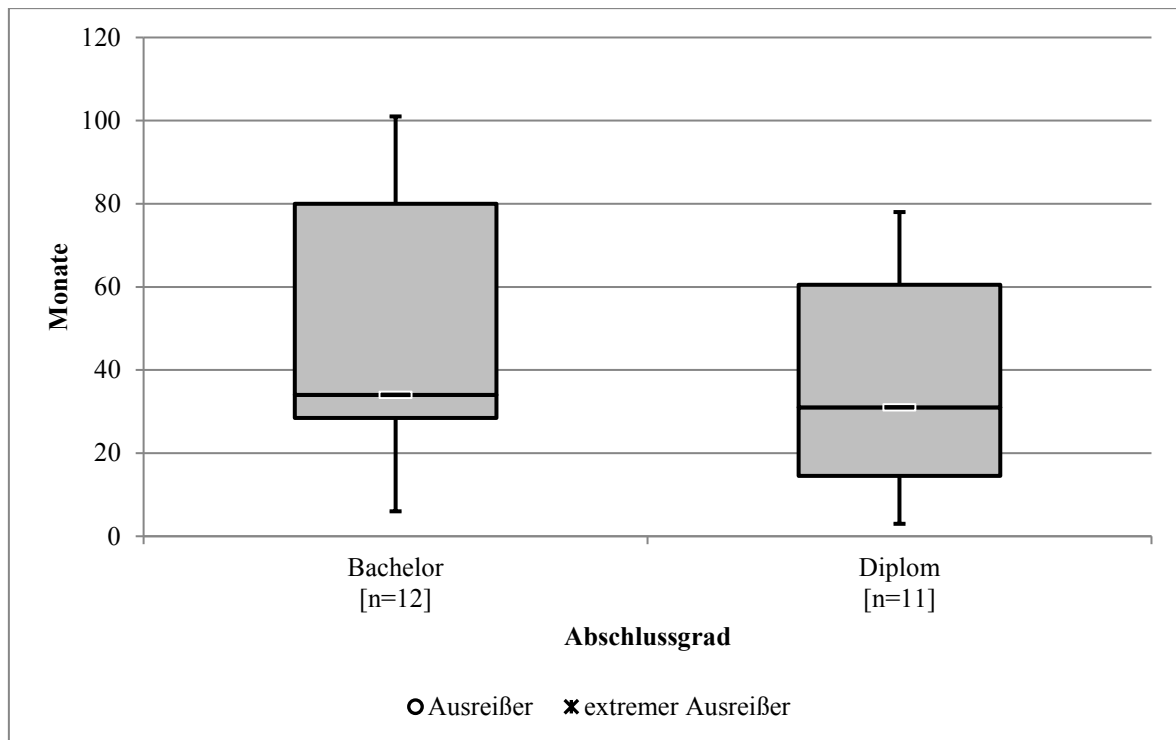 120
100
80
60
40
20
0
Monate
Bachelor
[n=12]
Diplom
[n=11]
Abschlussgrad
Ausreißer
extremer Ausreißer